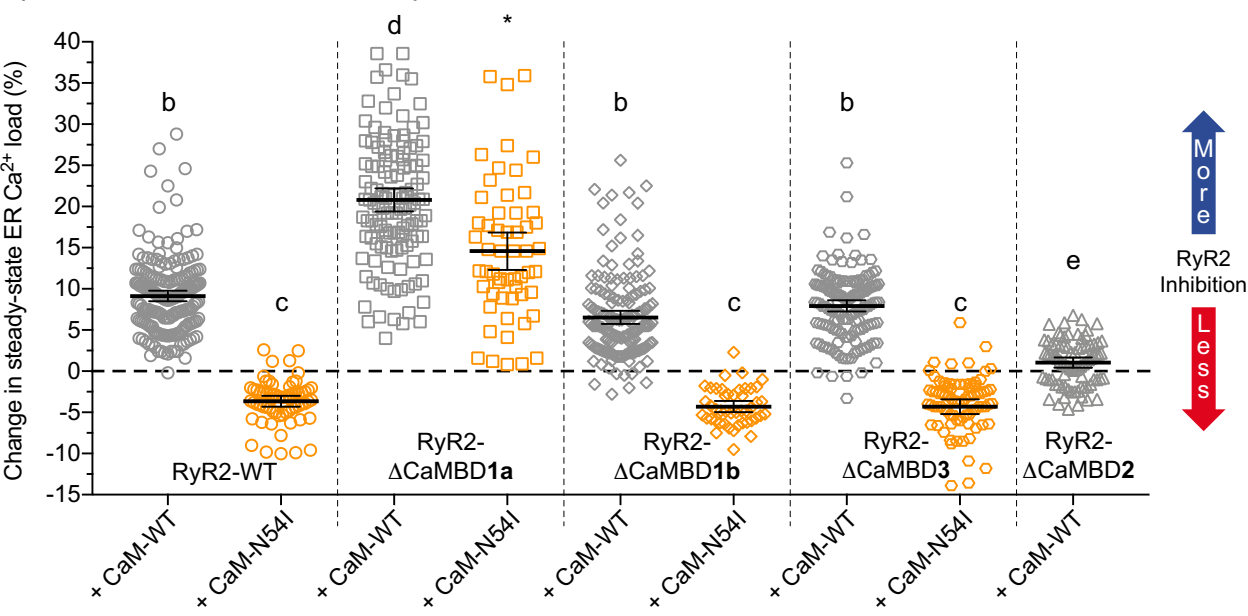 Change in steady-state ER Ca²⁺ load (%)
40
35
30
25
20
15
10
5
0
-5
-10
-15
b
c
d
*
b
c
b
c
e
RyR2-WT
RyR2-
ΔCaMBD1a
RyR2-
ΔCaMBD1b
RyR2-
ΔCaMBD3
RyR2-
ΔCaMBD2
+ CaM-WT
+ CaM-N54I
+ CaM-WT
+ CaM-N54I
+ CaM-WT
+ CaM-N54I
+ CaM-WT
+ CaM-N54I
+ CaM-WT
More
RyR2
Inhibition
Less